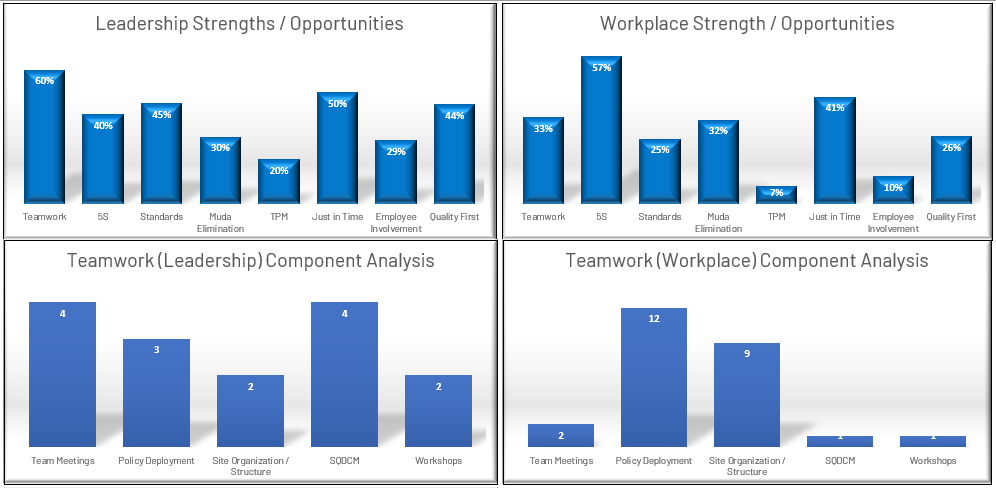 Leadership Strengths / Opportunities
60%
40%
45%
30%
20%
50%
29%
44%
Teamwork
5S
Standards
Muda
Elimination
TPM
Just in Time
Employee
Involvement
Quality First
Workplace Strength / Opportunities
33%
57%
25%
32%
7%
41%
10%
26%
Teamwork
5S
Standards
Muda
Elimination
TPM
Just in Time
Employee
Involvement
Quality First
Teamwork (Leadership) Component Analysis
4
3
2
4
2
Team Meetings
Policy Deployment
Site Organization /
Structure
SQDCM
Workshops
Teamwork (Workplace) Component Analysis
2
12
9
1
1
Team Meetings
Policy Deployment
Site Organization /
Structure
SQDCM
Workshops